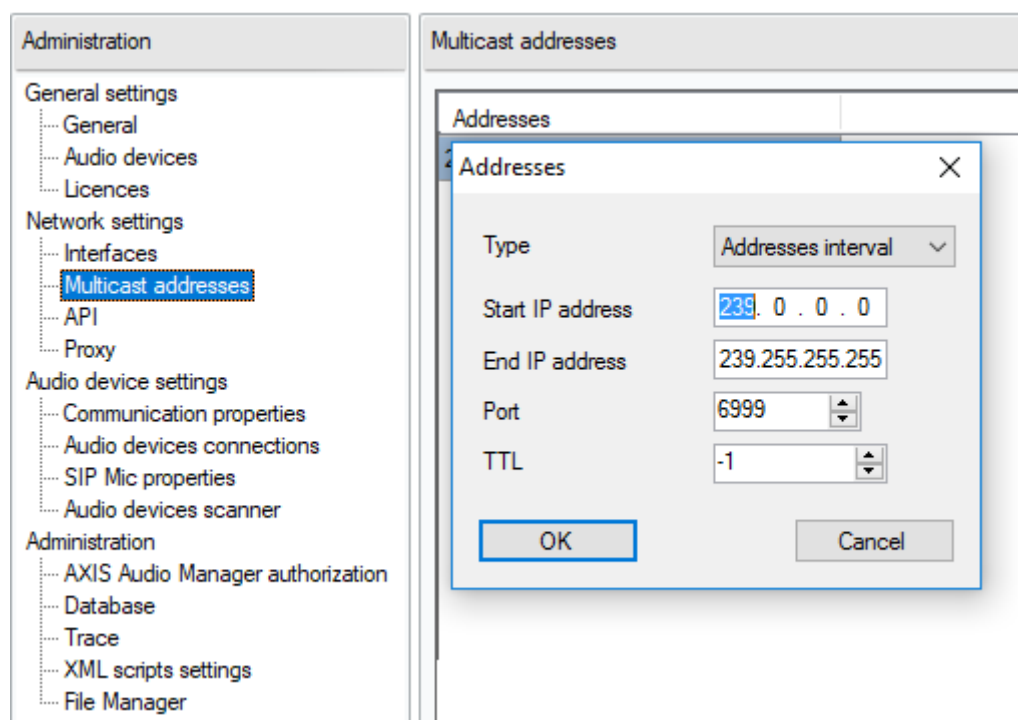 Administration
General settings
General
Audio devices
Licences
Network settings
Interfaces
Multicast addresses
API
Proxy
Audio device settings
Communication properties
Audio devices connections
SIP Mic properties
Audio devices scanner
Administration
AXIS Audio Manager authorization
Database
Trace
XML scripts settings
File Manager
Multicast addresses
Addresses
Addresses
Type Addresses interval
Start IP address 239. 0 . 0 . 0
End IP address 239.255.255.255
Port 6999
TTL -1
OK Cancel